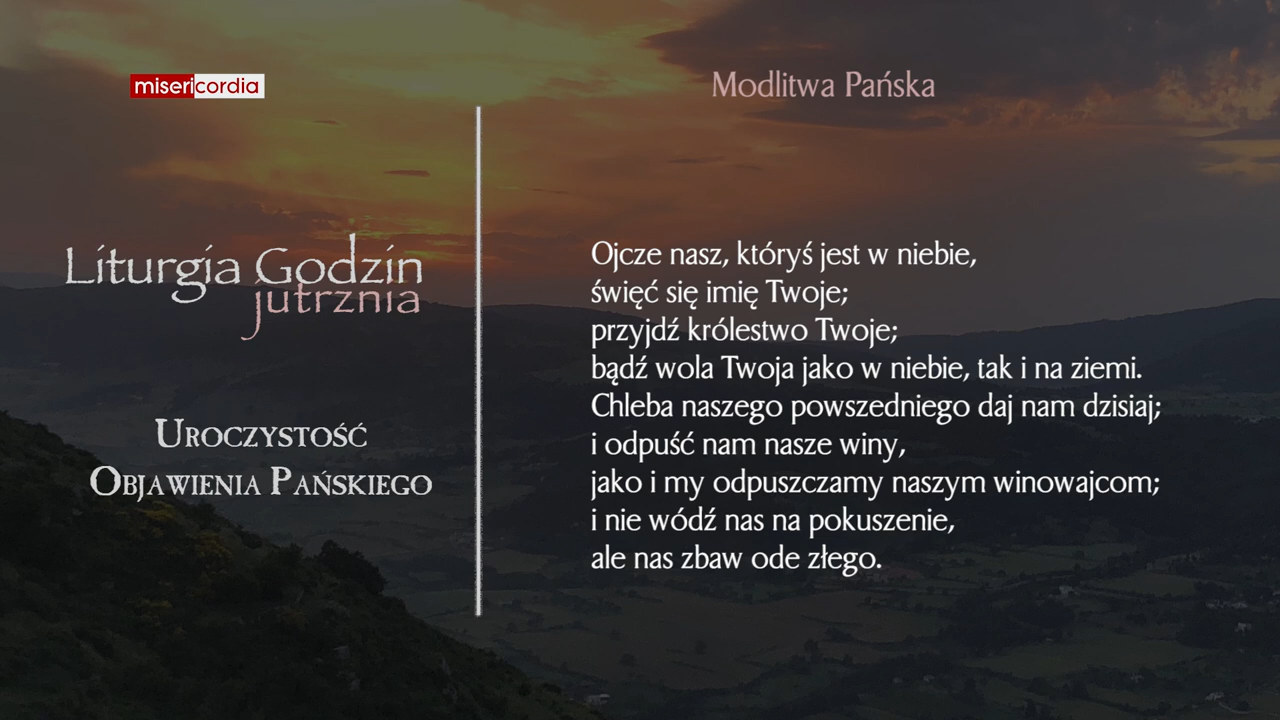 misericordia
Liturgia Godzin
jutrznia
Uroczystość
Objawienia Pańskiego
Modlitwa Pańska
Ojcze nasz, któryś jest w niebie,
święć się imię Twoje;
przyjdź królestwo Twoje;
bądź wola Twoja jako w niebie, tak i na ziemi.
Chleba naszego powszedniego daj nam dzisiaj;
i odpuść nam nasze winy,
jako i my odpuszczamy naszym winowajcom;
i nie wódź nas na pokuszenie,
ale nas zbaw ode złego.